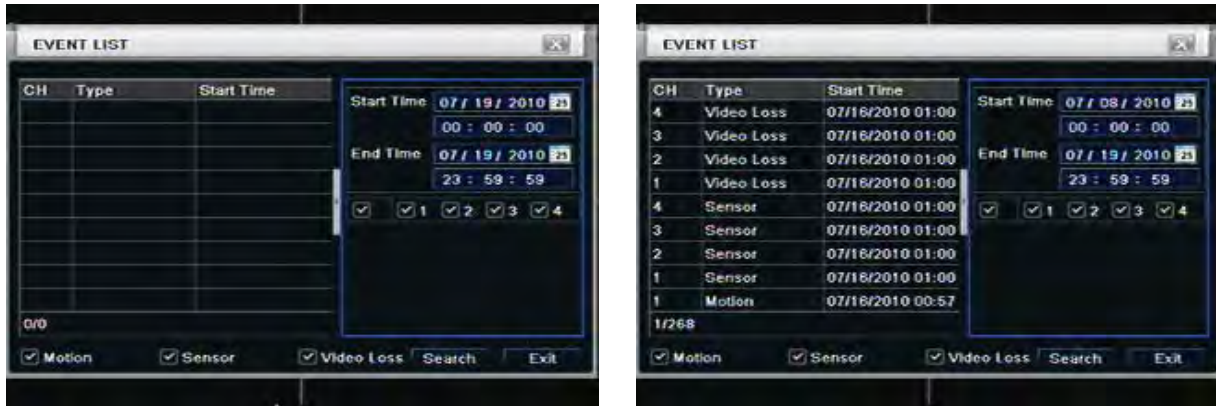 EVENT LIST
CH Type Start Time
Start Time 07 / 19 / 2010 25
00 : 00 : 00
End Time 07 / 19 / 2010 25
23 : 59 : 59
1 2 3 4
0/0
Motion Sensor Video Loss Search Exit
EVENT LIST
CH Type Start Time
4 Video Loss 07/16/2010 01:00
3 Video Loss 07/16/2010 01:00
2 Video Loss 07/16/2010 01:00
1 Video Loss 07/16/2010 01:00
4 Sensor 07/16/2010 01:00
3 Sensor 07/16/2010 01:00
2 Sensor 07/16/2010 01:00
1 Sensor 07/16/2010 01:00
1 Motion 07/16/2010 00:57
1/268
Start Time 07 / 08 / 2010 25
00 : 00 : 00
End Time 07 / 19 / 2010 25
23 : 59 : 59
1 2 3 4
Motion Sensor Video Loss Search Exit